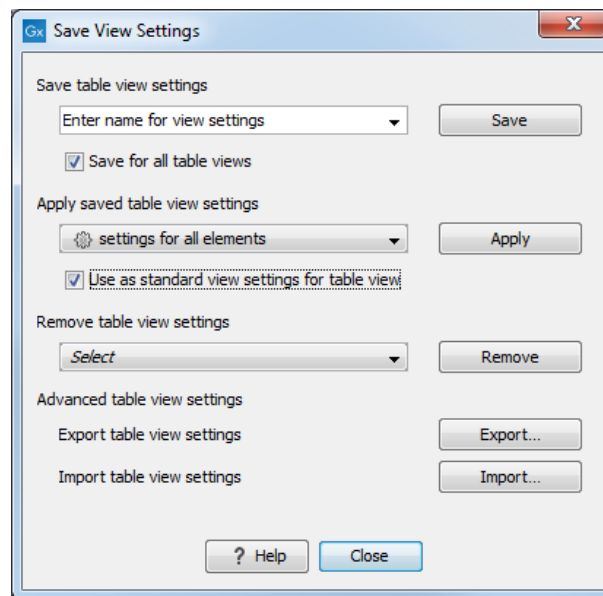 Gx Save View Settings
Save table view settings
Enter name for view settings Save
Save for all table views
Apply saved table view settings
settings for all elements Apply
Use as standard view settings for table view
Remove table view settings
Select Remove
Advanced table view settings
Export table view settings Export...
Import table view settings Import...
? Help Close